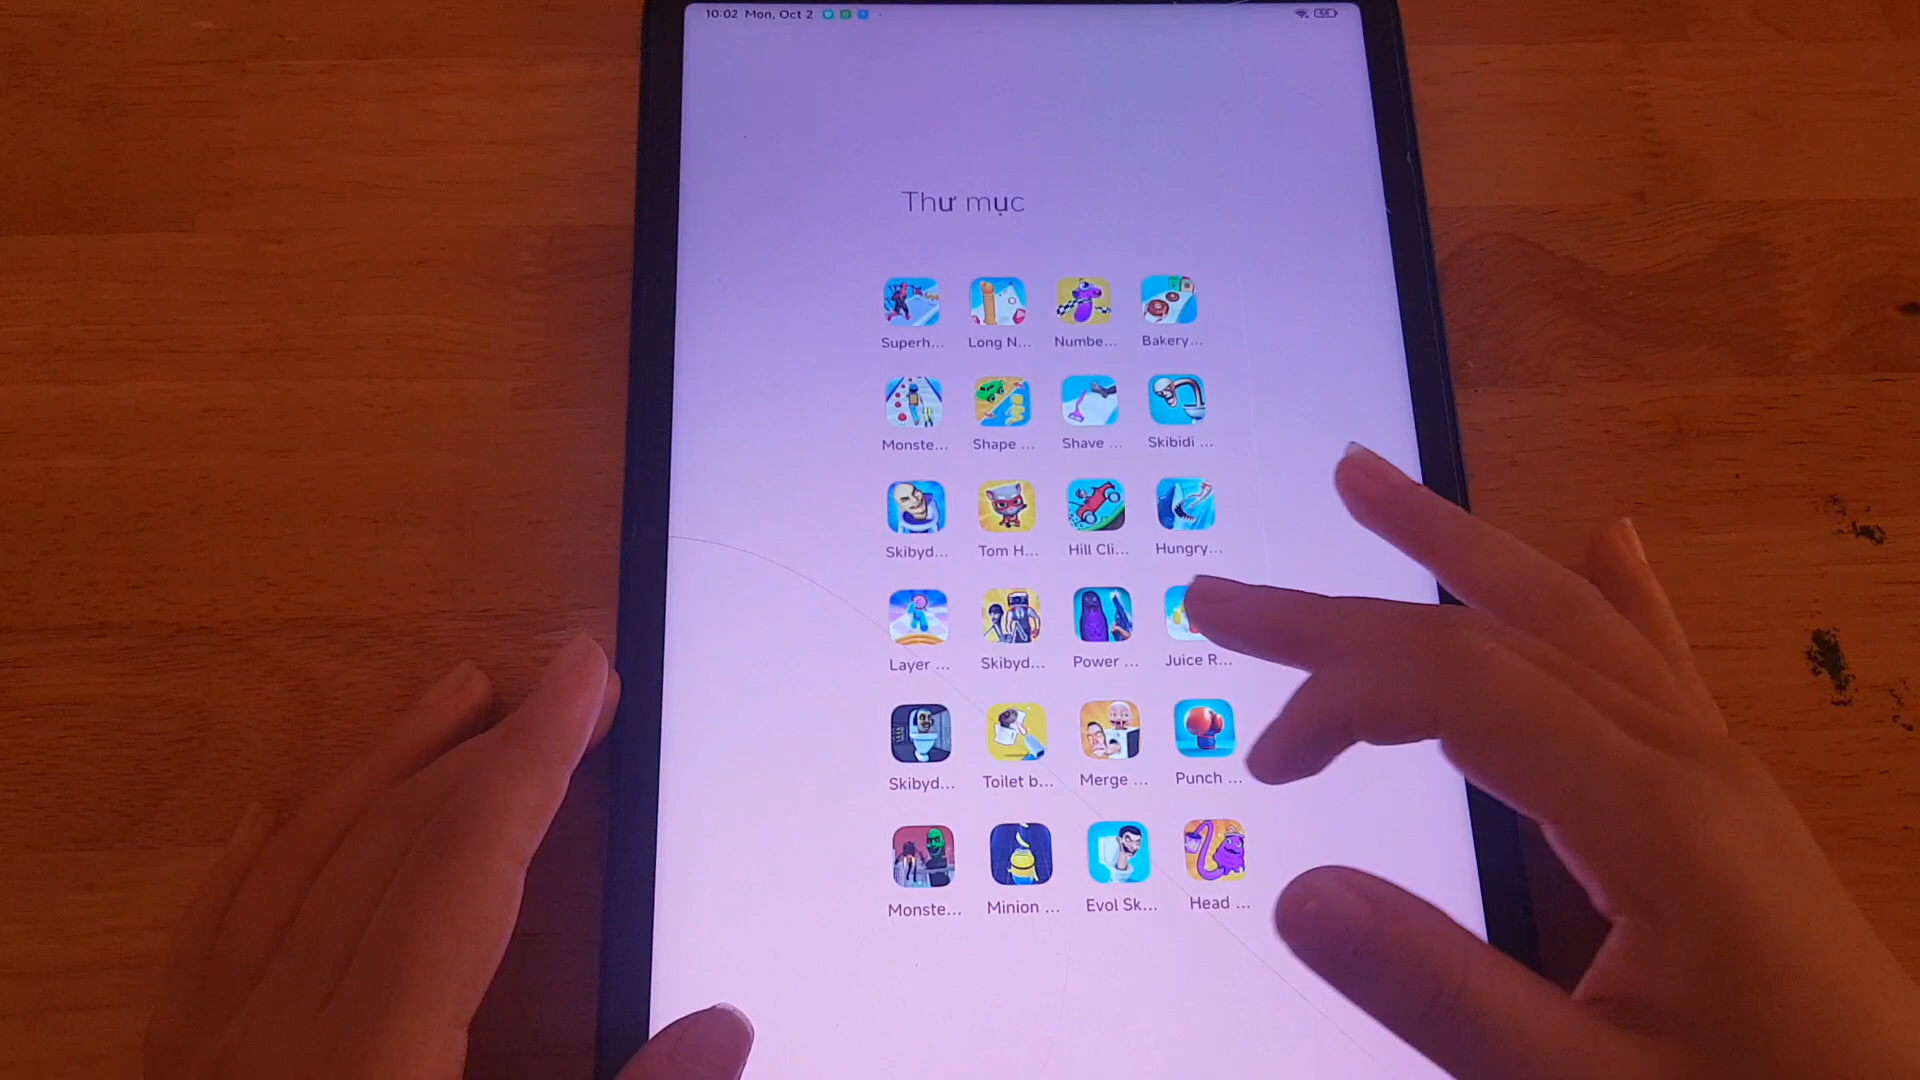 10:02 Mon, Oct 2
Thư mục
Superh... Long N... Numbe... Bakery...
Monste... Shape ... Shave ... Skibidi ...
Skibyd... Tom H... Hill Cli... Hungry...
Layer ... Skibyd... Power ... Juice R...
Skibyd... Toilet b... Merge ... Punch ...
Monste... Minion ... Evol Sk... Head ...